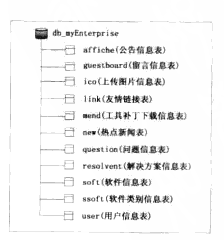 db_myEnterprise
affiche(公告信息表)
guestboard(留言信息表)
ico(上传图片信息表)
link(友情链接表)
mend(工具补丁下载信息表)
new(热点新闻表)
question(问题信息表)
resolvent(解决方案信息表)
soft(软件信息表)
ssoft(软件类别信息表)
user(用户信息表)